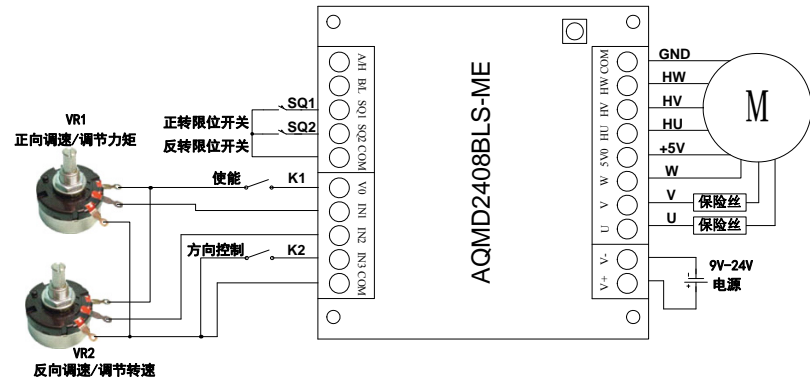 VR1
正向调速/调节力矩
SQ1
正转限位开关
SQ2
反转限位开关
使能
K1
方向控制
K2
VR2
反向调速/调节转速
A/H
B/L
SQ1
SQ2
COM
V0
IN1
IN2
IN3
COM
AQMD2408BLS-ME
COM
HW
HV
HU
5V0
W
V
U
V-
V+
GND
HW
HV
HU
+5V
W
V
保险丝
U
保险丝
M
9V-24V
电源